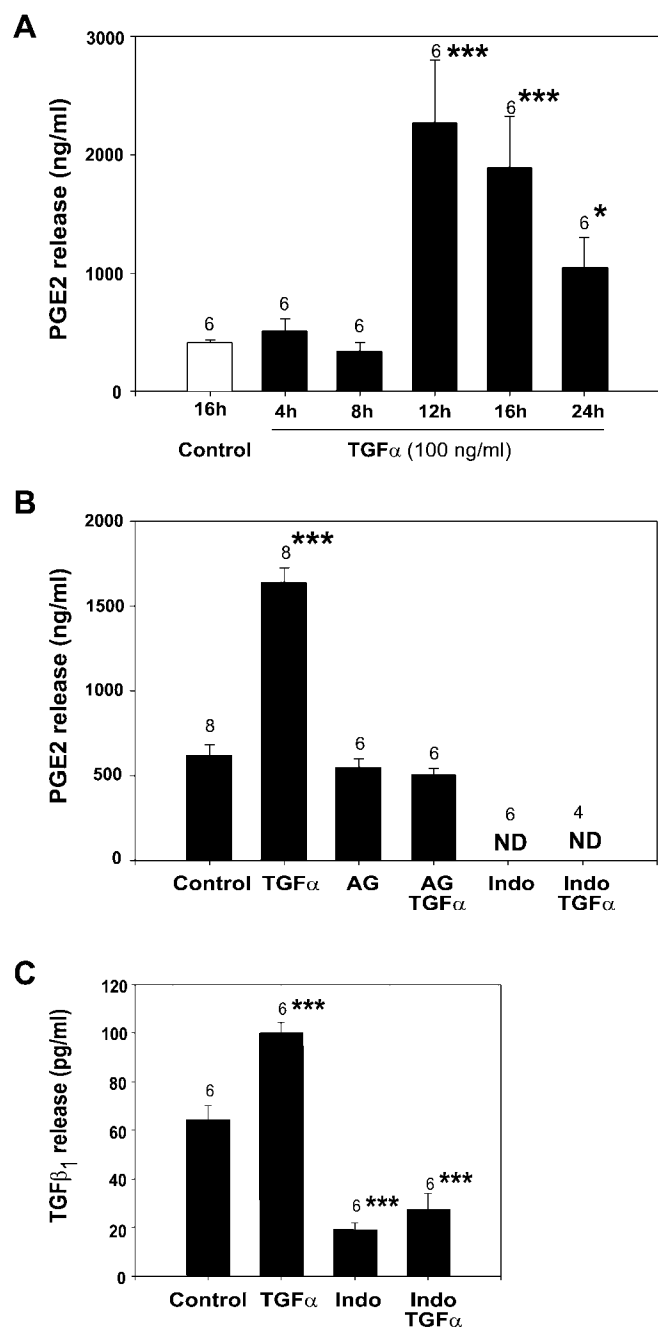 A
PGE2 release (ng/ml)
3000
2000
1000
0
6
6
6
6 ***
6 ***
6 *
16h 4h 8h 12h 16h 24h
Control TGFα (100 ng/ml)
B
PGE2 release (ng/ml)
2000
1500
1000
500
0
8
8 ***
6
6
6
4
ND ND
Control TGFα AG AG Indo Indo
TGFα TGFα
C
TGFβ1 release (pg/ml)
120
100
80
60
40
20
0
6
6 ***
6 ***
6 ***
Control TGFα Indo Indo
TGFα